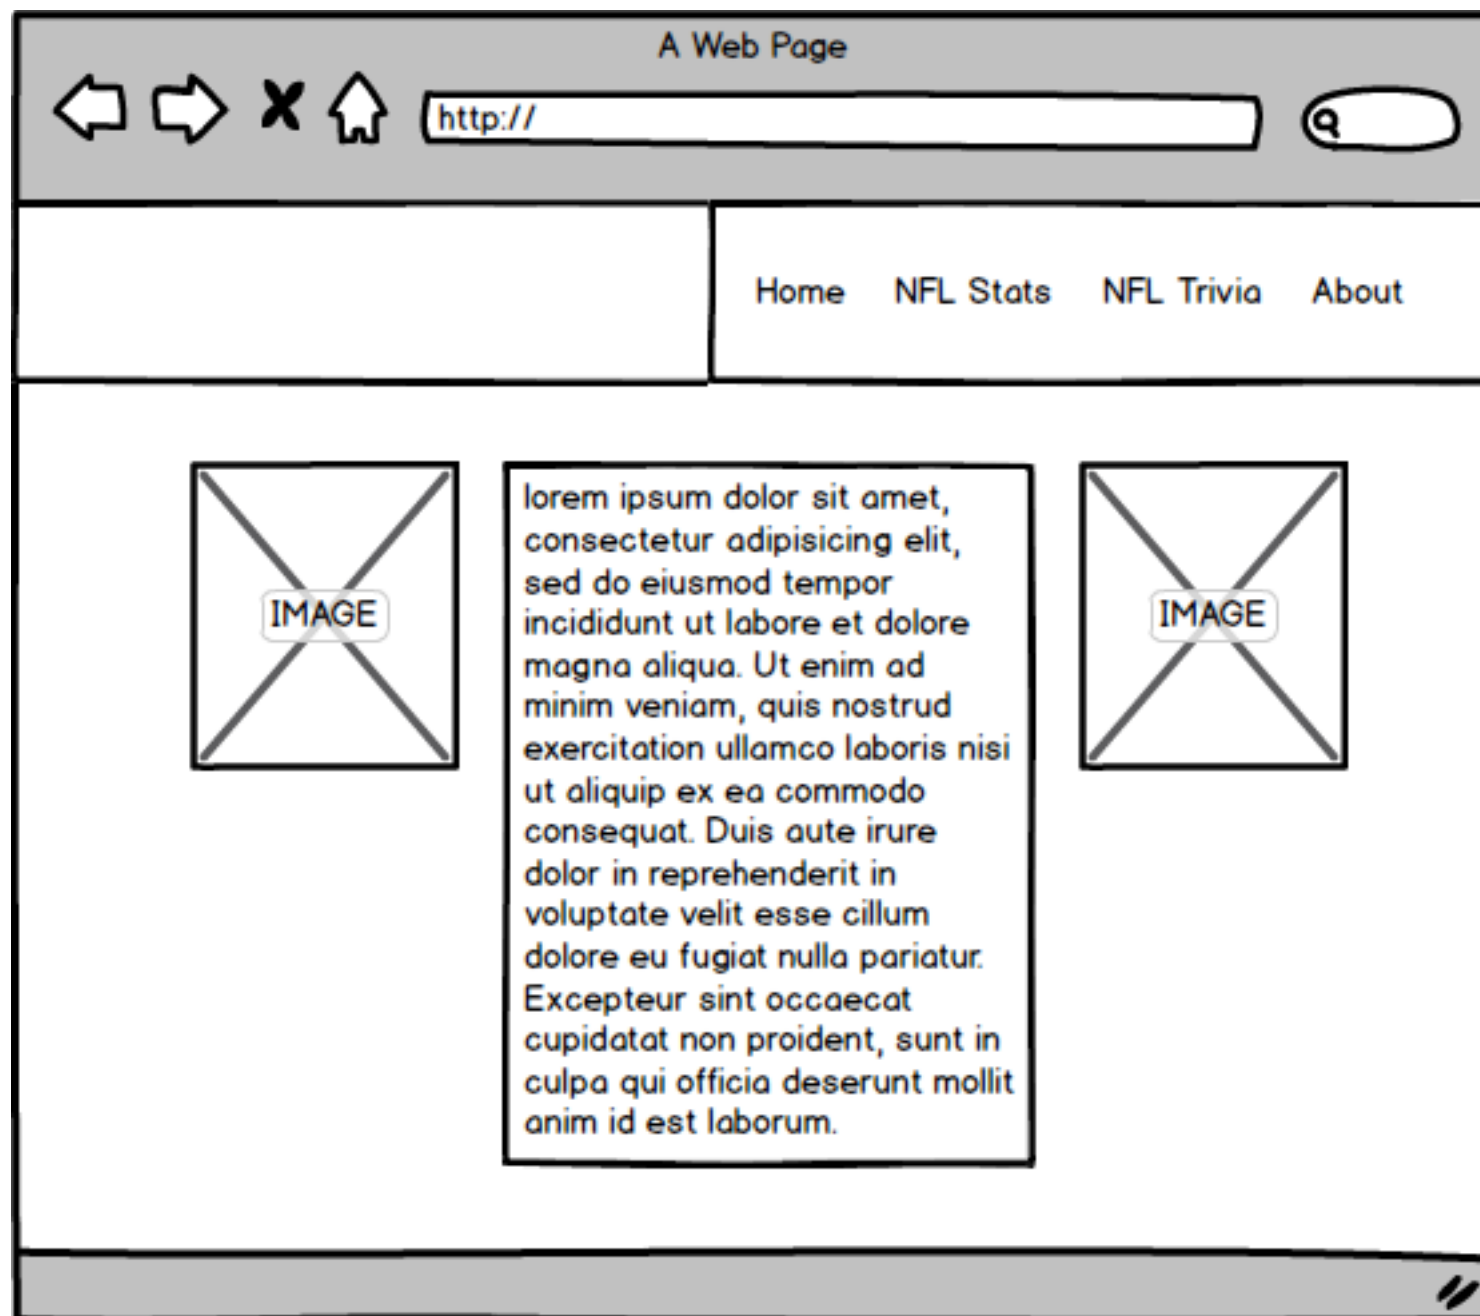 A Web Page
http://
Home NFL Stats NFL Trivia About
IMAGE
lorem ipsum dolor sit amet,
consectetur adipisicing elit,
sed do eiusmod tempor
incididunt ut labore et dolore
magna aliqua. Ut enim ad
minim veniam, quis nostrud
exercitation ullamco laboris nisi
ut aliquip ex ea commodo
consequat. Duis aute irure
dolor in reprehenderit in
voluptate velit esse cillum
dolore eu fugiat nulla pariatur.
Excepteur sint occaecat
cupidatat non proident, sunt in
culpa qui officia deserunt mollit
anim id est laborum.
IMAGE